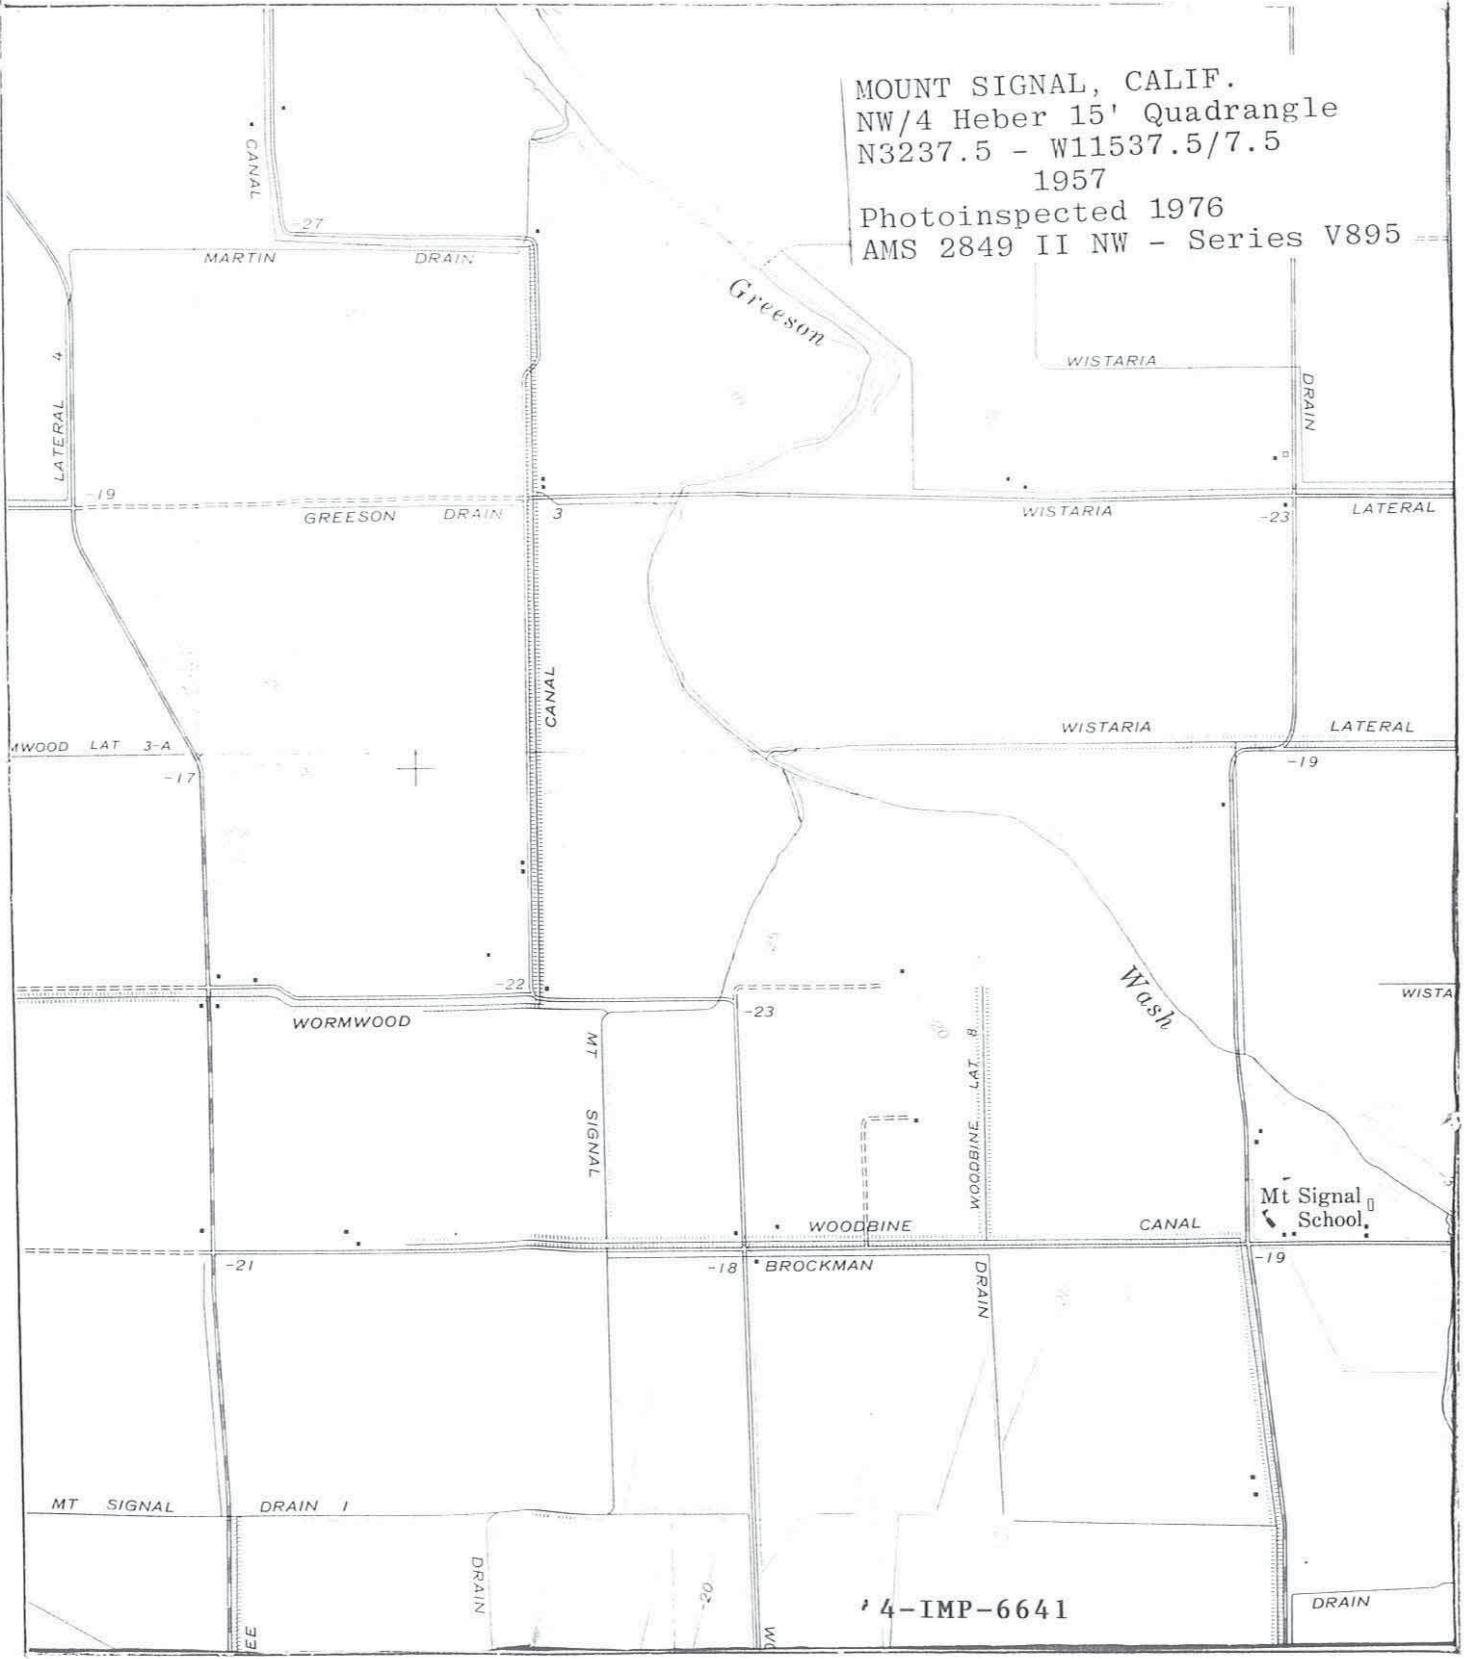 MOUNT SIGNAL, CALIF.
NW/4 Heber 15' Quadrangle
N3237.5 - W11537.5/7.5
1957
Photoinspected 1976
AMS 2849 II NW - Series V895
CANAL
-27
MARTIN DRAIN
Greeson
LATERAL 4
WISTARIA
DRAIN
-19
GREESON DRAIN 3
WISTARIA
-23
LATERAL
CANAL
WISTARIA
LATERAL
MWOOD LAT 3-A
-17
-19
-22
WORMWOOD
-23
Wash
WISTA
MT SIGNAL
WOODBINE LAT 8
Mt Signal
School
WOODBINE
CANAL
-21
-18
BROCKMAN
DRAIN
-19
MT SIGNAL DRAIN 1
DRAIN
-20
4-IMP-6641
DRAIN
EE
WO